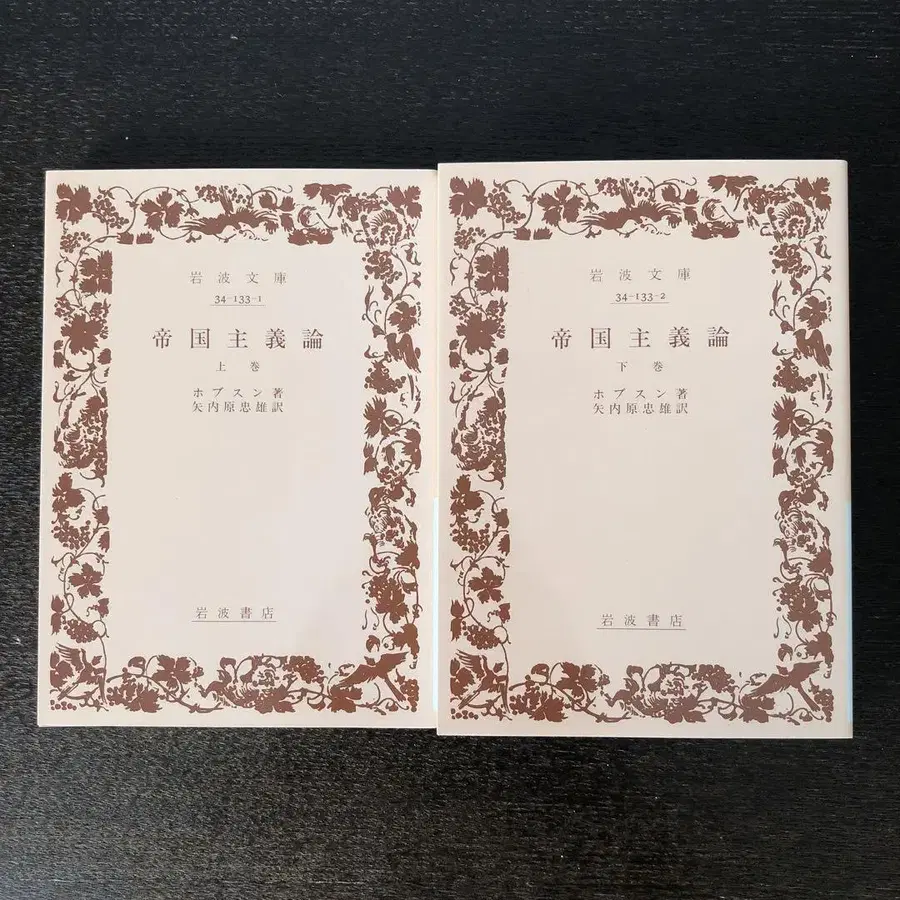 岩波文庫
34-133-1
帝国主義論
上巻
ホブスン著
矢内原忠雄訳
岩波書店
岩波文庫
34-133-2
帝国主義論
下巻
ホブスン著
矢内原忠雄訳
岩波書店